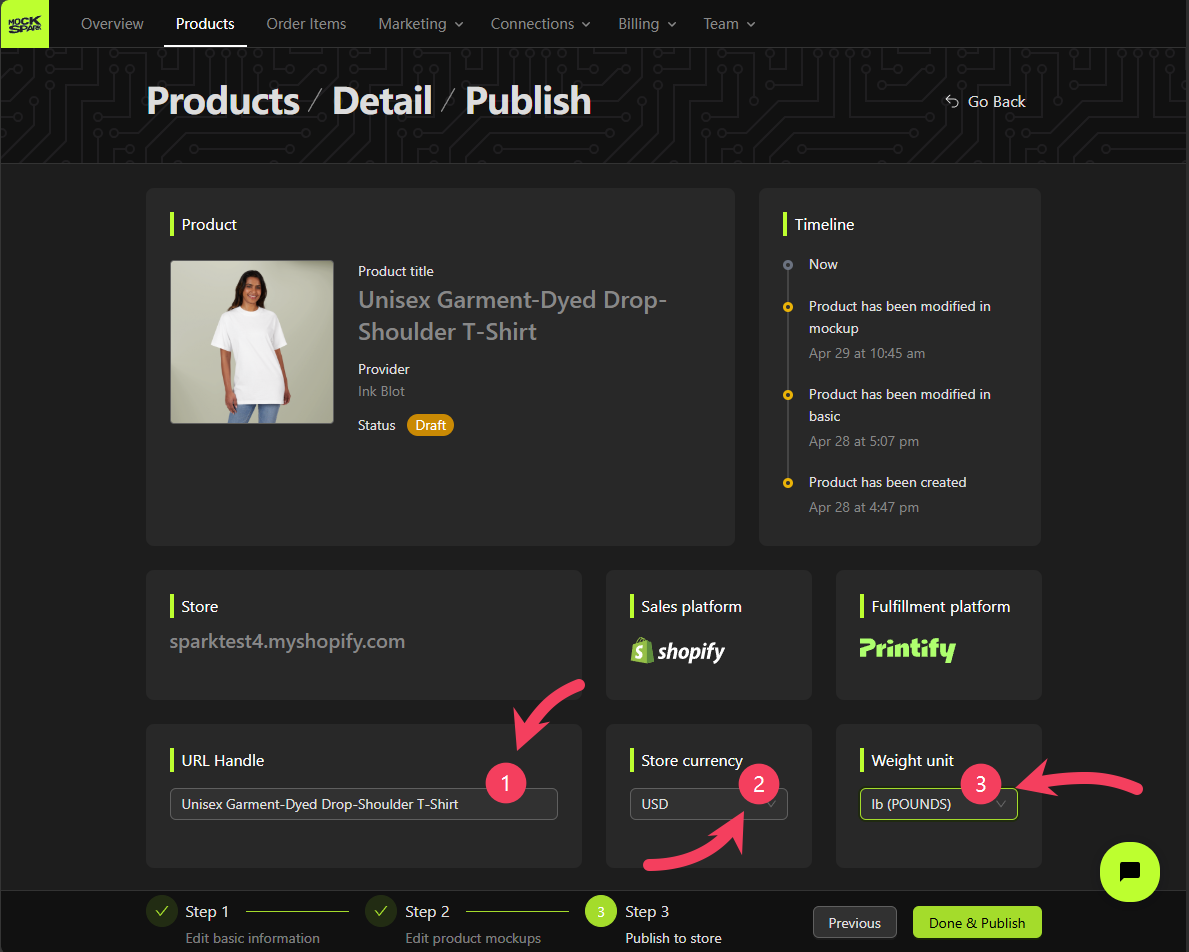 MOCK
SPARK
Overview
Products
Order Items
Marketing
Connections
Billing
Team
Products / Detail / Publish
Go Back
Product
Product title
Unisex Garment-Dyed Drop-
Shoulder T-Shirt
Provider
Ink Blot
Status
Draft
Timeline
Now
Product has been modified in
mockup
Apr 29 at 10:45 am
Product has been modified in
basic
Apr 28 at 5:07 pm
Product has been created
Apr 28 at 4:47 pm
Store
sparktest4.myshopify.com
Sales platform
shopify
Fulfillment platform
Printify
URL Handle
1
Unisex Garment-Dyed Drop-Shoulder T-Shirt
Store currency
2
USD
Weight unit
3
lb (POUNDS)
Step 1
Edit basic information
Step 2
Edit product mockups
3
Step 3
Publish to store
Previous
Done & Publish